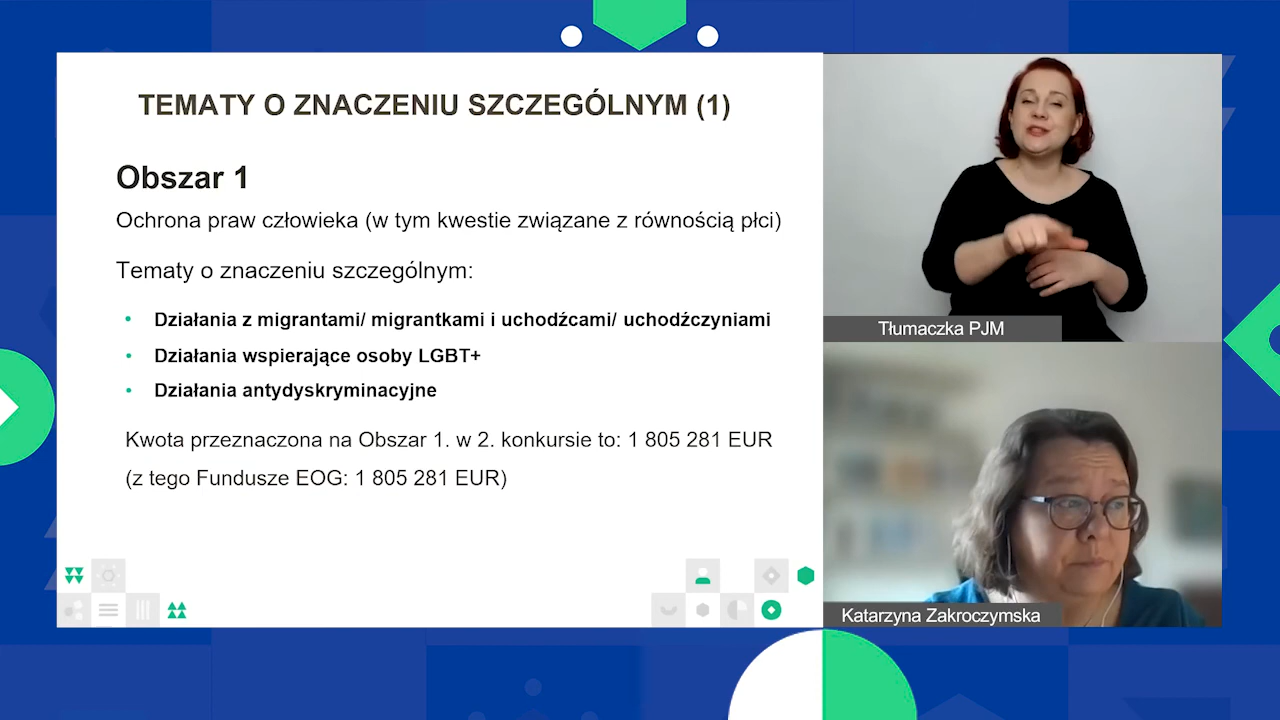 TEMATY O ZNACZENIU SZCZEGÓLNYM (1)
Obszar 1
Ochrona praw człowieka (w tym kwestie związane z równością płci)
Tematy o znaczeniu szczególnym:
• Działania z migrantami/ migrantkami i uchodźcami/ uchodźczyniami
• Działania wspierające osoby LGBT+
• Działania antydyskryminacyjne
Kwota przeznaczona na Obszar 1. w 2. konkursie to: 1 805 281 EUR
(z tego Fundusze EOG: 1 805 281 EUR)
Tłumaczka PJM
Katarzyna Zakroczymska